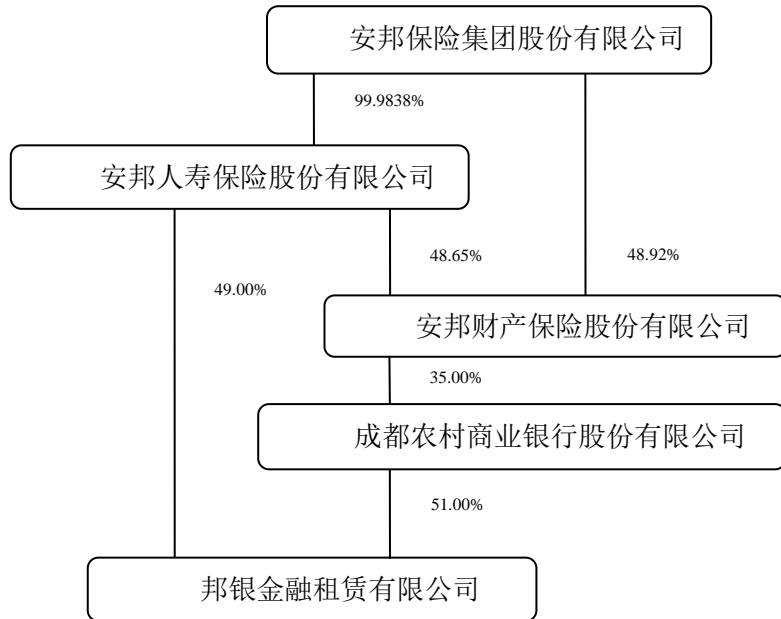 安邦保险集团股份有限公司
99.9838%
安邦人寿保险股份有限公司
48.65%
48.92%
49.00%
安邦财产保险股份有限公司
35.00%
成都农村商业银行股份有限公司
51.00%
邦银金融租赁有限公司